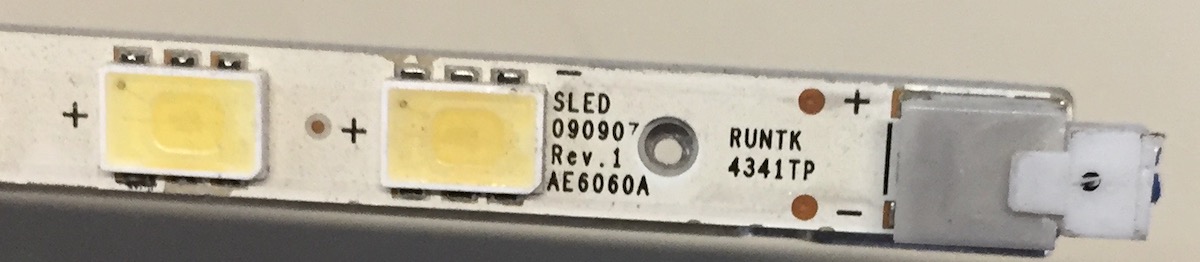 +
+
−
SLED
090907
Rev.1
AE6060A
RUNTK
4341TP
+
−